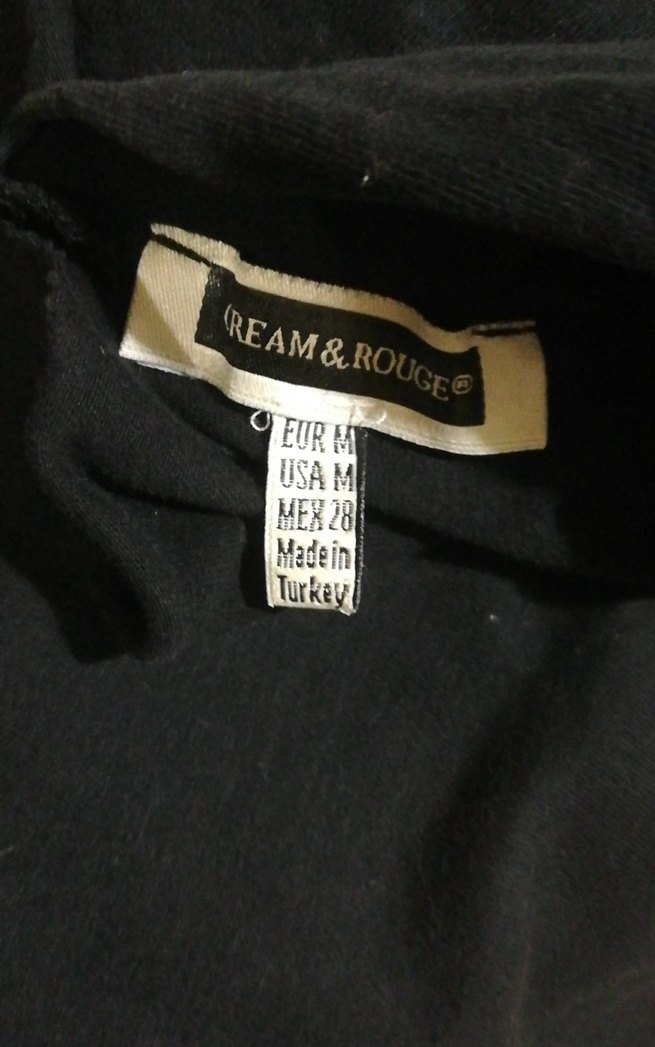 CREAM & ROUGE ®
EUR M
USA M
MEX 28
Made in
Turkey